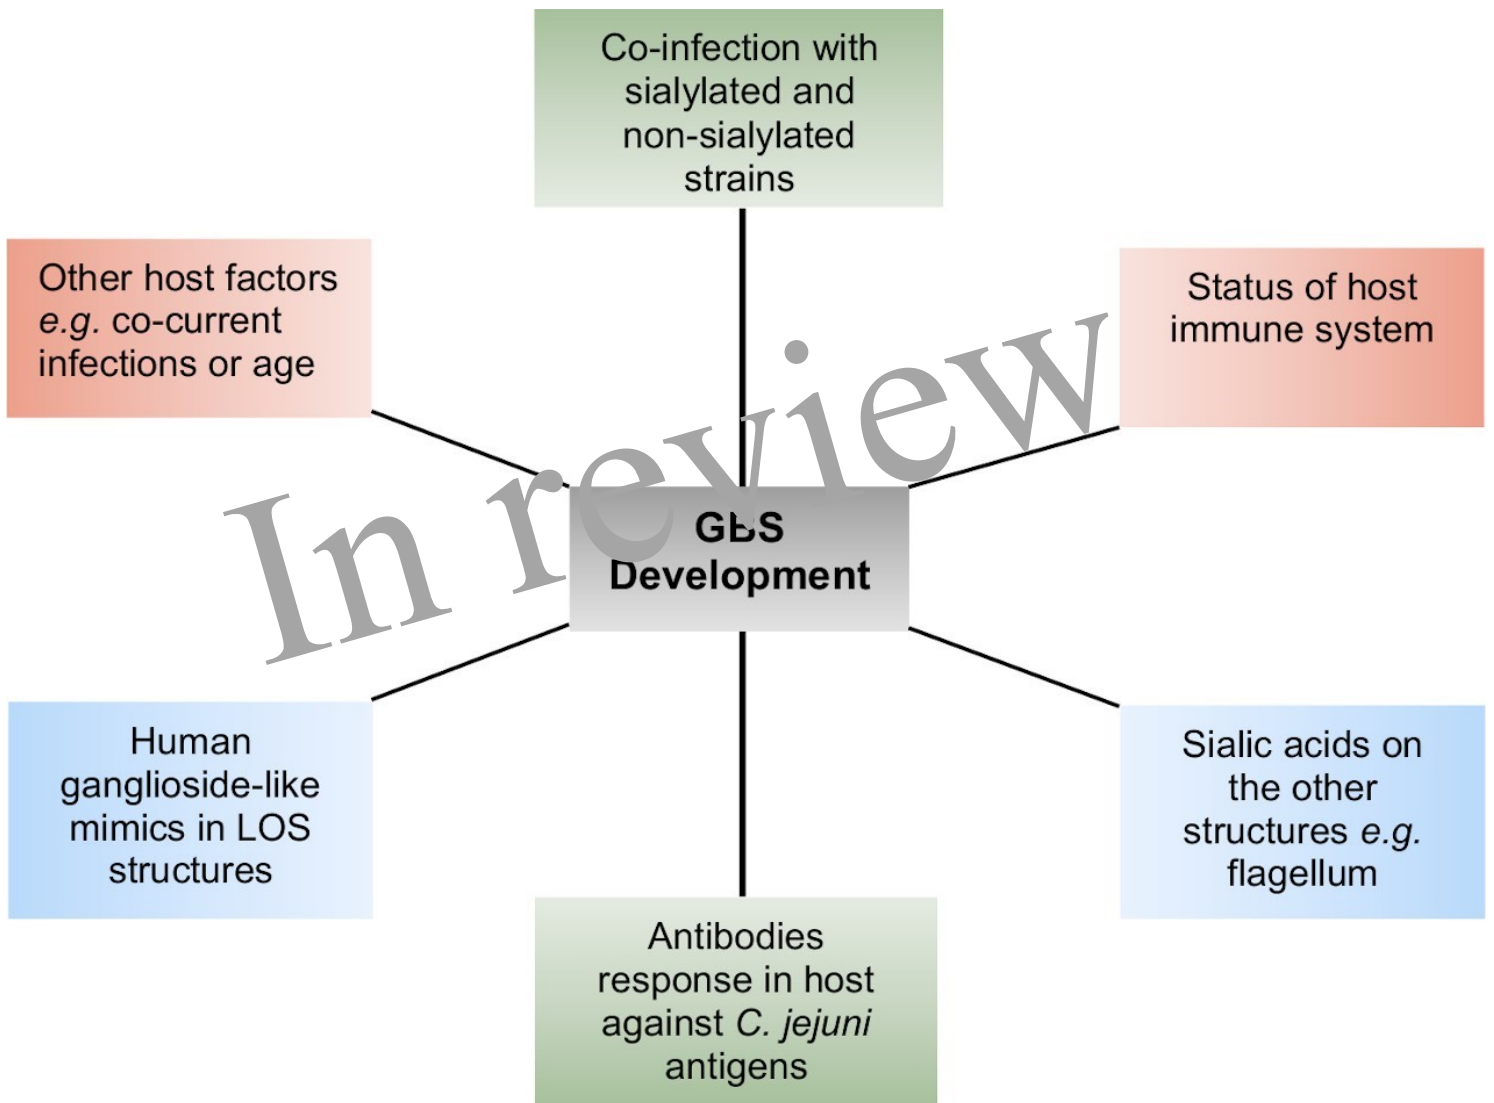 Co-infection with
sialylated and
non-sialylated
strains
Other host factors
e.g. co-current
infections or age
Status of host
immune system
In review
GBS
Development
Human
ganglioside-like
mimics in LOS
structures
Sialic acids on
the other
structures e.g.
flagellum
Antibodies
response in host
against C. jejuni
antigens